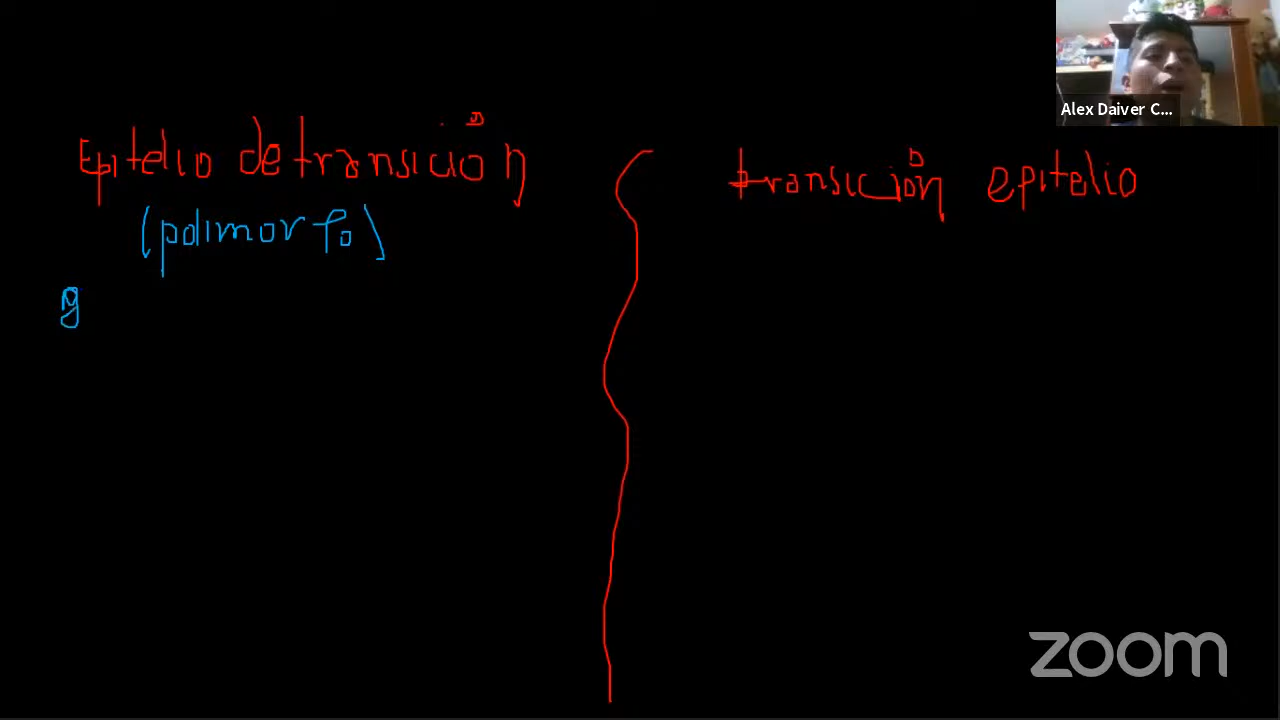 Alex Daiver C...
Epitelio de transición
(polimorfo)
transición epitelio
zoom